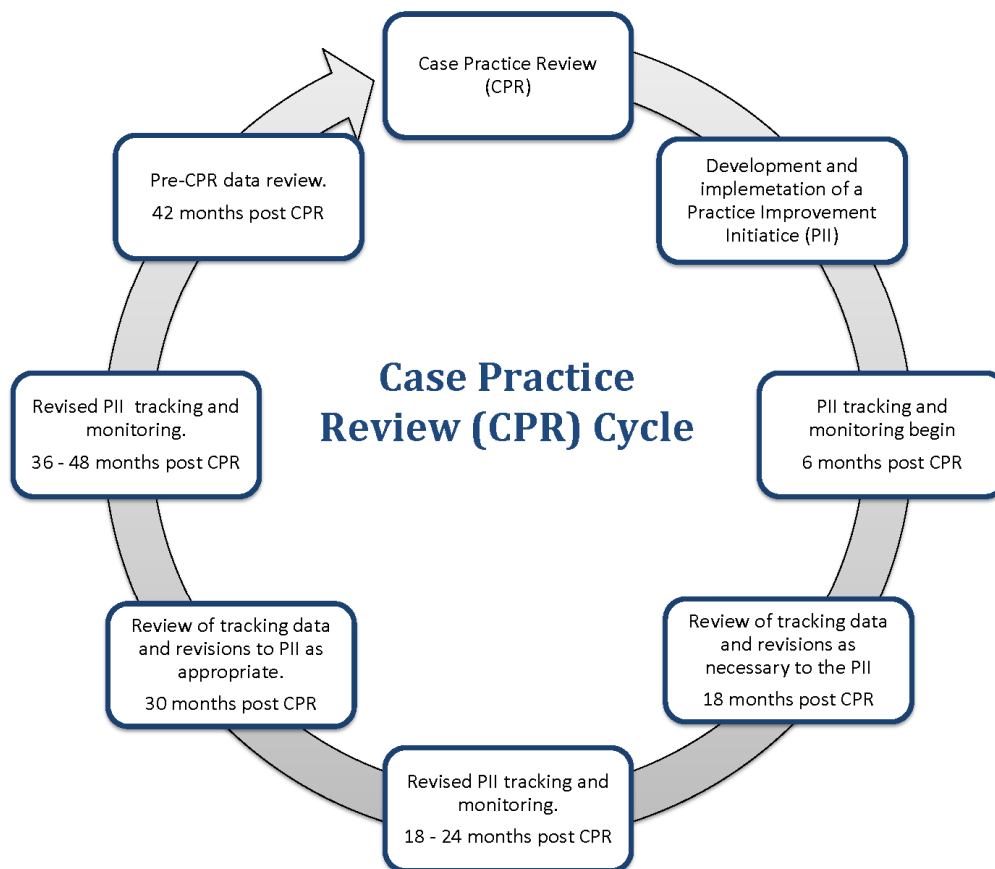 Case Practice Review
(CPR)
Development and
implemetation of a
Practice Improvement
Initiatice (PII)
PII tracking and
monitoring begin
6 months post CPR
Review of tracking data
and revisions as
necessary to the PII
18 months post CPR
Revised PII tracking and
monitoring.
18 - 24 months post CPR
Review of tracking data
and revisions to PII as
appropriate.
30 months post CPR
Revised PII  tracking and
monitoring.
36 - 48 months post CPR
Pre-CPR data review.
42 months post CPR
Case Practice
Review (CPR) Cycle